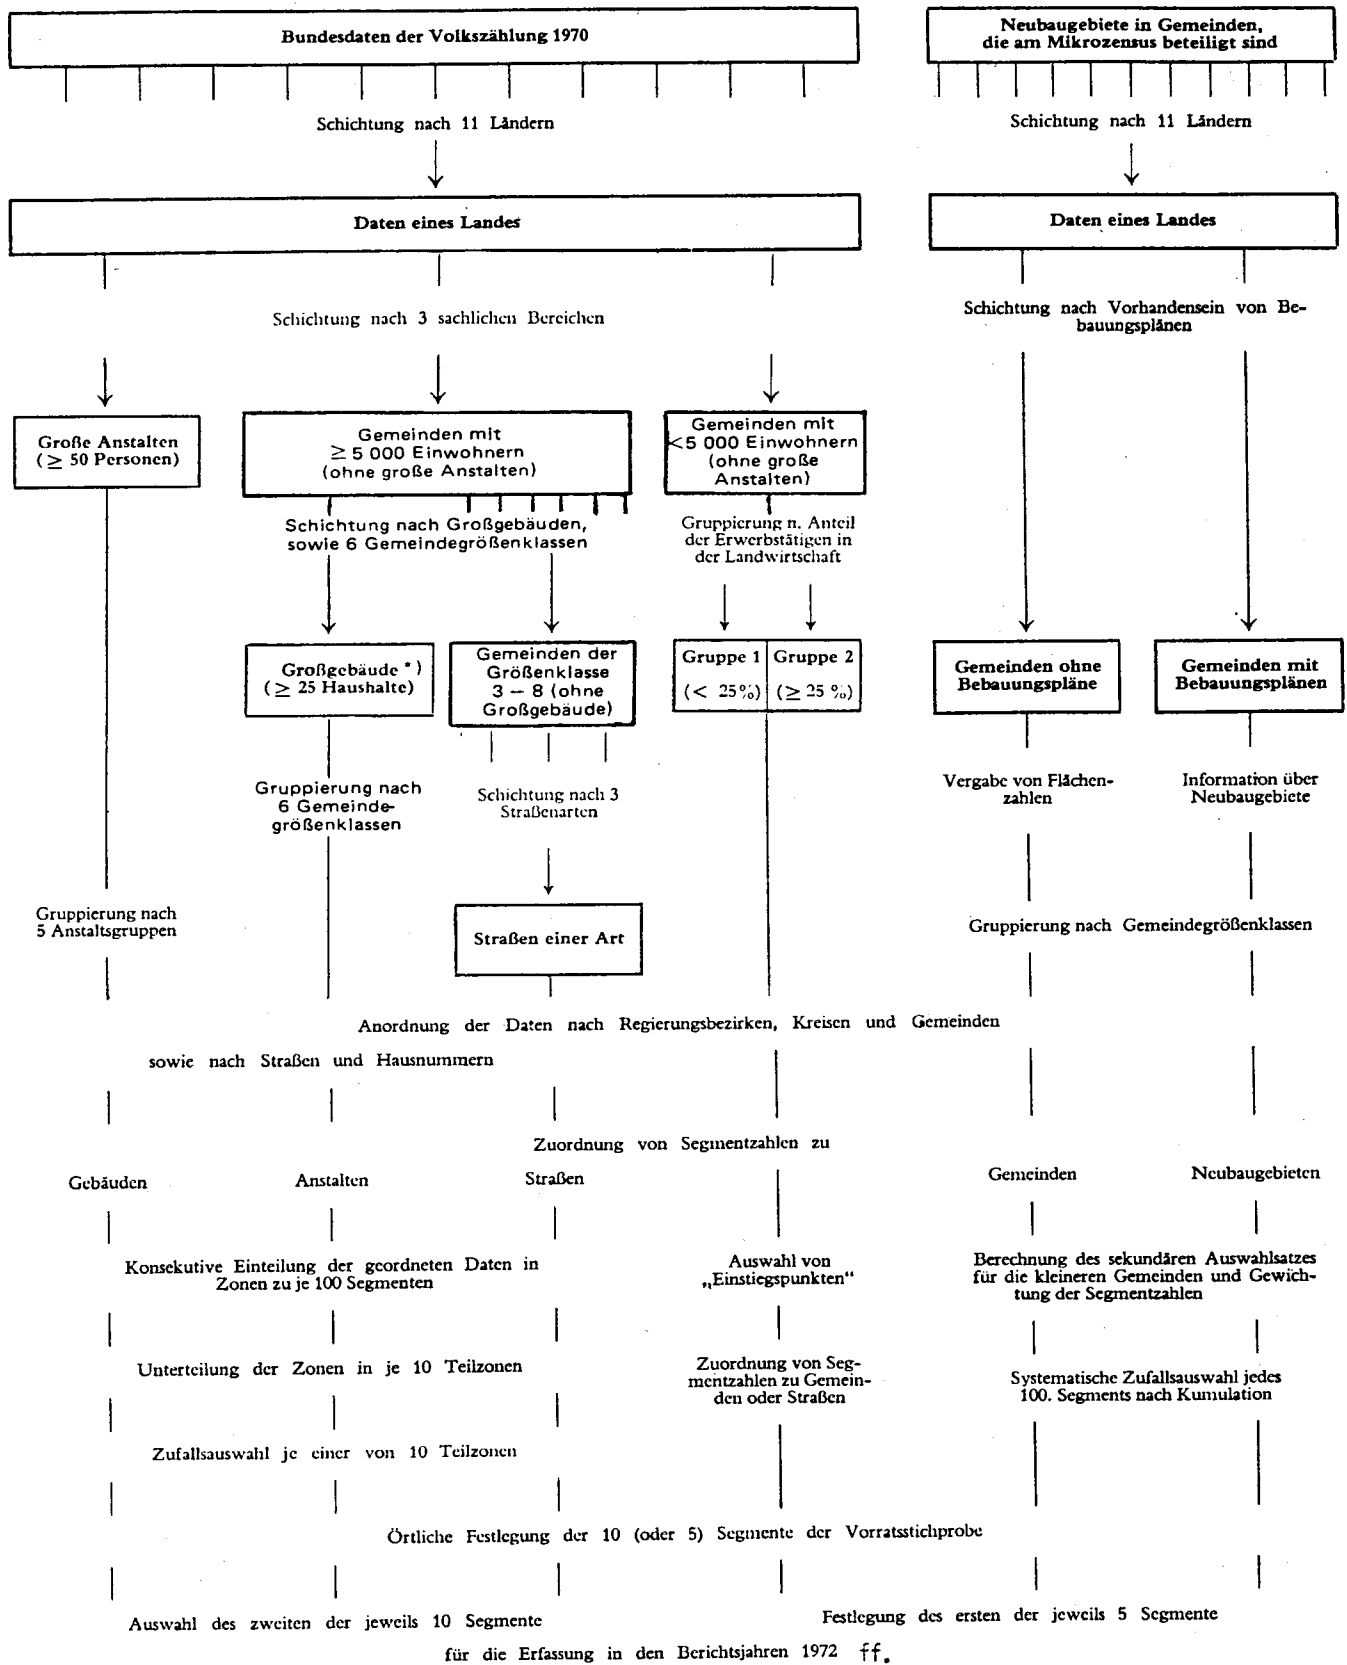 Bundesdaten der Volkszählung 1970
Neubaugebiete in Gemeinden,
die am Mikrozensus beteiligt sind
Schichtung nach 11 Ländern
Schichtung nach 11 Ländern
Daten eines Landes
Daten eines Landes
Schichtung nach 3 sachlichen Bereichen
Schichtung nach Vorhandensein von Be-
bauungsplänen
Große Anstalten
(≥ 50 Personen)
Gemeinden mit
≥ 5 000 Einwohnern
(ohne große Anstalten)
Gemeinden mit
<5 000 Einwohnern
(ohne große
Anstalten)
Schichtung nach Großgebäuden,
sowie 6 Gemeindegrößenklassen
Gruppierung n. Anteil
der Erwerbstätigen in
der Landwirtschaft
Großgebäude *)
(≥ 25 Haushalte)
Gemeinden der
Größenklasse
3 – 8 (ohne
Großgebäude)
Gruppe 1
(< 25%)
Gruppe 2
(≥ 25 %)
Gemeinden ohne
Bebauungspläne
Gemeinden mit
Bebauungsplänen
Gruppierung nach
6 Gemeinde-
größenklassen
Schichtung nach 3
Straßenarten
Vergabe von Flächen-
zahlen
Information über
Neubaugebiete
Gruppierung nach
5 Anstaltsgruppen
Straßen einer Art
Gruppierung nach Gemeindegrößenklassen
Anordnung der Daten nach Regierungsbezirken, Kreisen und Gemeinden
sowie nach Straßen und Hausnummern
Zuordnung von Segmentzahlen zu
Gebäuden
Anstalten
Straßen
Gemeinden
Neubaugebieten
Konsekutive Einteilung der geordneten Daten in
Zonen zu je 100 Segmenten
Auswahl von
„Einstiegspunkten“
Berechnung des sekundären Auswahlsatzes
für die kleineren Gemeinden und Gewich-
tung der Segmentzahlen
Unterteilung der Zonen in je 10 Teilzonen
Zuordnung von Seg-
mentzahlen zu Gemein-
den oder Straßen
Systematische Zufallsauswahl jedes
100. Segments nach Kumulation
Zufallsauswahl je einer von 10 Teilzonen
Örtliche Festlegung der 10 (oder 5) Segmente der Vorratsstichprobe
Auswahl des zweiten der jeweils 10 Segmente
Festlegung des ersten der jeweils 5 Segmente
für die Erfassung in den Berichtsjahren 1972 ff.